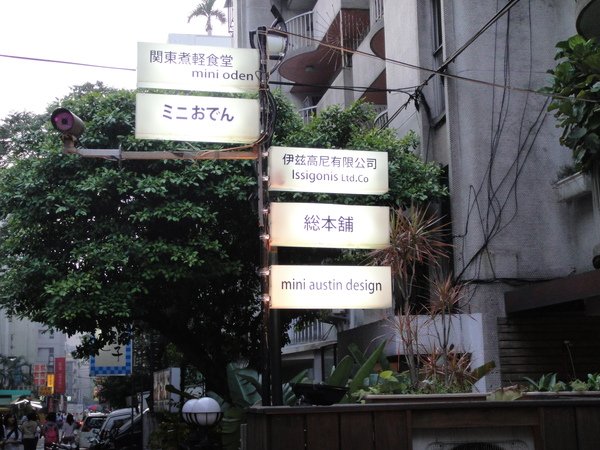 関東煮軽食堂
mini oden
ミニおでん
伊玆高尼有限公司
Issigonis Ltd.Co
総本舗
mini austin design